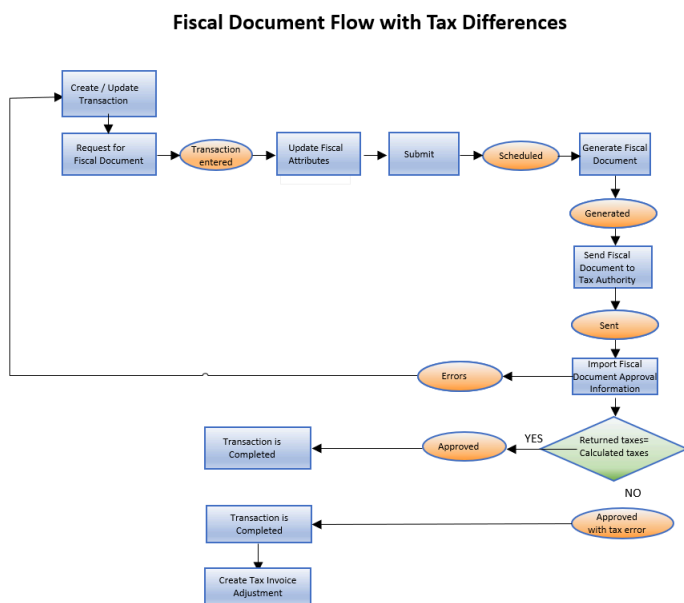 Fiscal Document Flow with Tax Differences
Create / Update
Transaction
Request for
Fiscal Document
Transaction
entered
Update Fiscal
Attributes
Submit
Scheduled
Generate Fiscal
Document
Generated
Send Fiscal
Document to
Tax Authority
Sent
Import Fiscal
Document Approval
Information
Errors
Returned taxes=
Calculated taxes
YES
Approved
Transaction is
Completed
NO
Approved
with tax error
Transaction is
Completed
Create Tax Invoice
Adjustment